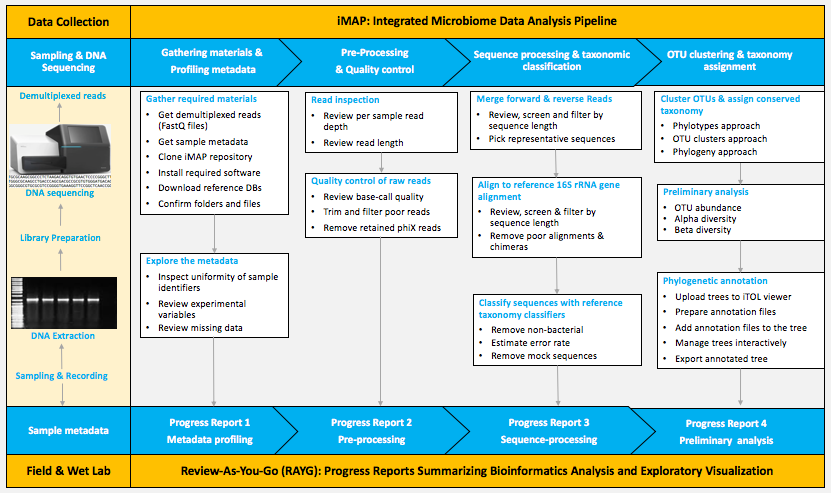 Data Collection
iMAP: Integrated Microbiome Data Analysis Pipeline
Sampling & DNA
Sequencing
Gathering materials &
Profiling metadata
Pre-Processing
& Quality control
Sequence processing & taxonomic
classification
OTU clustering & taxonomy
assignment
Demultiplexed reads
DNA sequencing
Library Preparation
DNA Extraction
Sampling & Recording
Gather required materials
• Get demultiplexed reads
(FastQ files)
• Get sample metadata
• Clone iMAP repository
• Install required software
• Download reference DBs
• Confirm folders and files
Explore the metadata
• Inspect uniformity of sample
identifiers
• Review experimental
variables
• Review missing data
Read inspection
• Review per sample read
depth
• Review read length
Quality control of raw reads
• Review base-call quality
• Trim and filter poor reads
• Remove retained phiX reads
Merge forward & reverse Reads
• Review, screen and filter by
sequence length
• Pick representative sequences
Align to reference 16S rRNA gene
alignment
• Review, screen & filter by
sequence length
• Remove poor alignments &
chimeras
Classify sequences with reference
taxonomy classifiers
• Remove non-bacterial
• Estimate error rate
• Remove mock sequences
Cluster OTUs & assign conserved
taxonomy
• Phylotypes approach
• OTU clusters approach
• Phylogeny approach
Preliminary analysis
• OTU abundance
• Alpha diversity
• Beta diversity
Phylogenetic annotation
• Upload trees to iTOL viewer
• Prepare annotation files
• Add annotation files to the tree
• Manage trees interactively
• Export annotated tree
Sample metadata
Progress Report 1
Metadata profiling
Progress Report 2
Pre-processing
Progress Report 3
Sequence-processing
Progress Report 4
Preliminary analysis
Field & Wet Lab
Review-As-You-Go (RAYG): Progress Reports Summarizing Bioinformatics Analysis and Exploratory Visualization